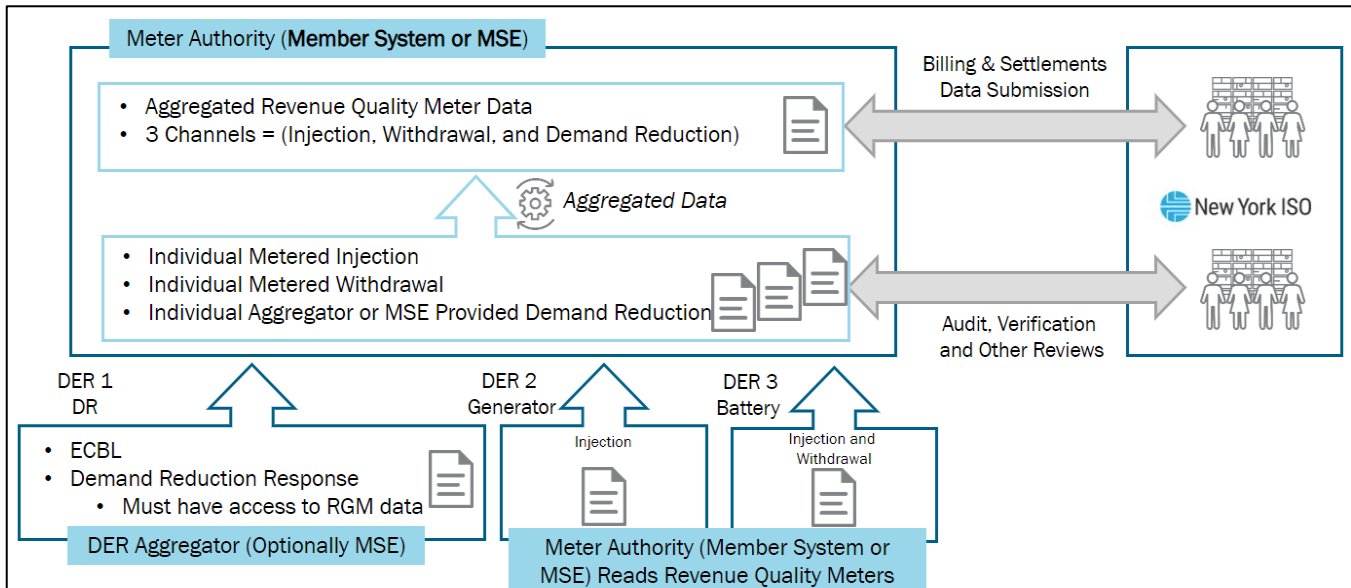 Meter Authority (Member System or MSE)
• Aggregated Revenue Quality Meter Data
• 3 Channels = (Injection, Withdrawal, and Demand Reduction)
Billing & Settlements
Data Submission
Aggregated Data
• Individual Metered Injection
• Individual Metered Withdrawal
• Individual Aggregator or MSE Provided Demand Reduction
New York ISO
Audit, Verification
and Other Reviews
DER 1
DR
• ECBL
• Demand Reduction Response
• Must have access to RGM data
DER Aggregator (Optionally MSE)
DER 2
Generator
Injection
DER 3
Battery
Injection and
Withdrawal
Meter Authority (Member System or
MSE) Reads Revenue Quality Meters